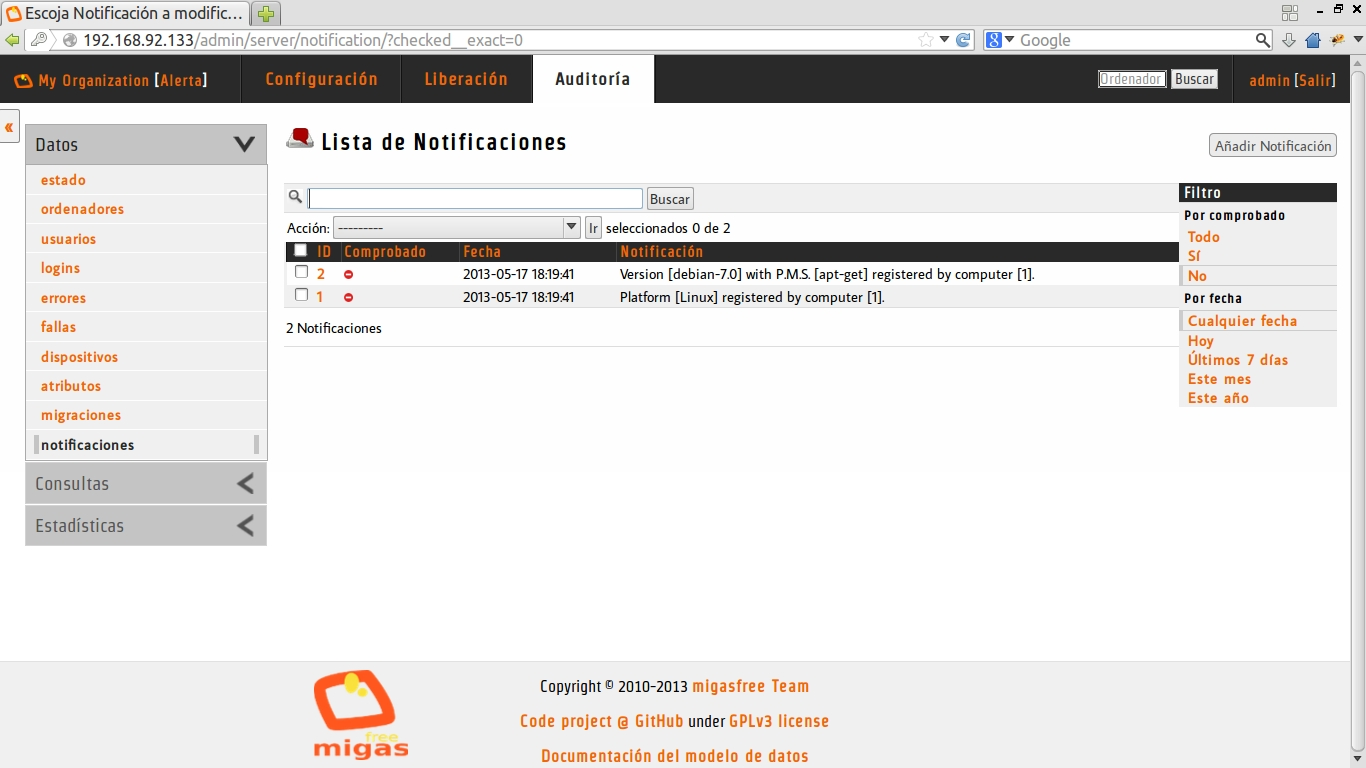 Escoja Notificación a modific...
192.168.92.133/admin/server/notification/?checked__exact=0
Google
My Organization [Alerta]
Configuración
Liberación
Auditoría
Ordenador
Buscar
admin [Salir]
«
Datos
estado
ordenadores
usuarios
logins
errores
fallas
dispositivos
atributos
migraciones
notificaciones
Consultas
Estadísticas
Lista de Notificaciones
Añadir Notificación
Buscar
Acción: --------- Ir seleccionados 0 de 2
ID Comprobado Fecha Notificación
2 2013-05-17 18:19:41 Version [debian-7.0] with P.M.S. [apt-get] registered by computer [1].
1 2013-05-17 18:19:41 Platform [Linux] registered by computer [1].
2 Notificaciones
Filtro
Por comprobado
Todo
Sí
No
Por fecha
Cualquier fecha
Hoy
Últimos 7 días
Este mes
Este año
free
migas
Copyright © 2010-2013 migasfree Team
Code project @ GitHub under GPLv3 license
Documentación del modelo de datos